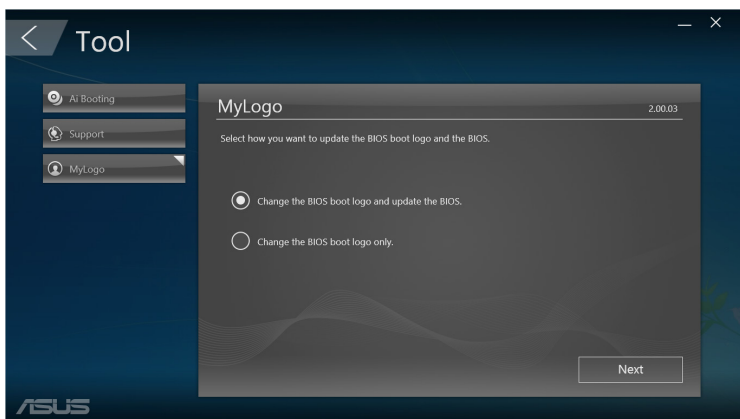 Tool
Ai Booting
Support
MyLogo
MyLogo
2.00.03
Select how you want to update the BIOS boot logo and the BIOS.
Change the BIOS boot logo and update the BIOS.
Change the BIOS boot logo only.
Next
ASUS